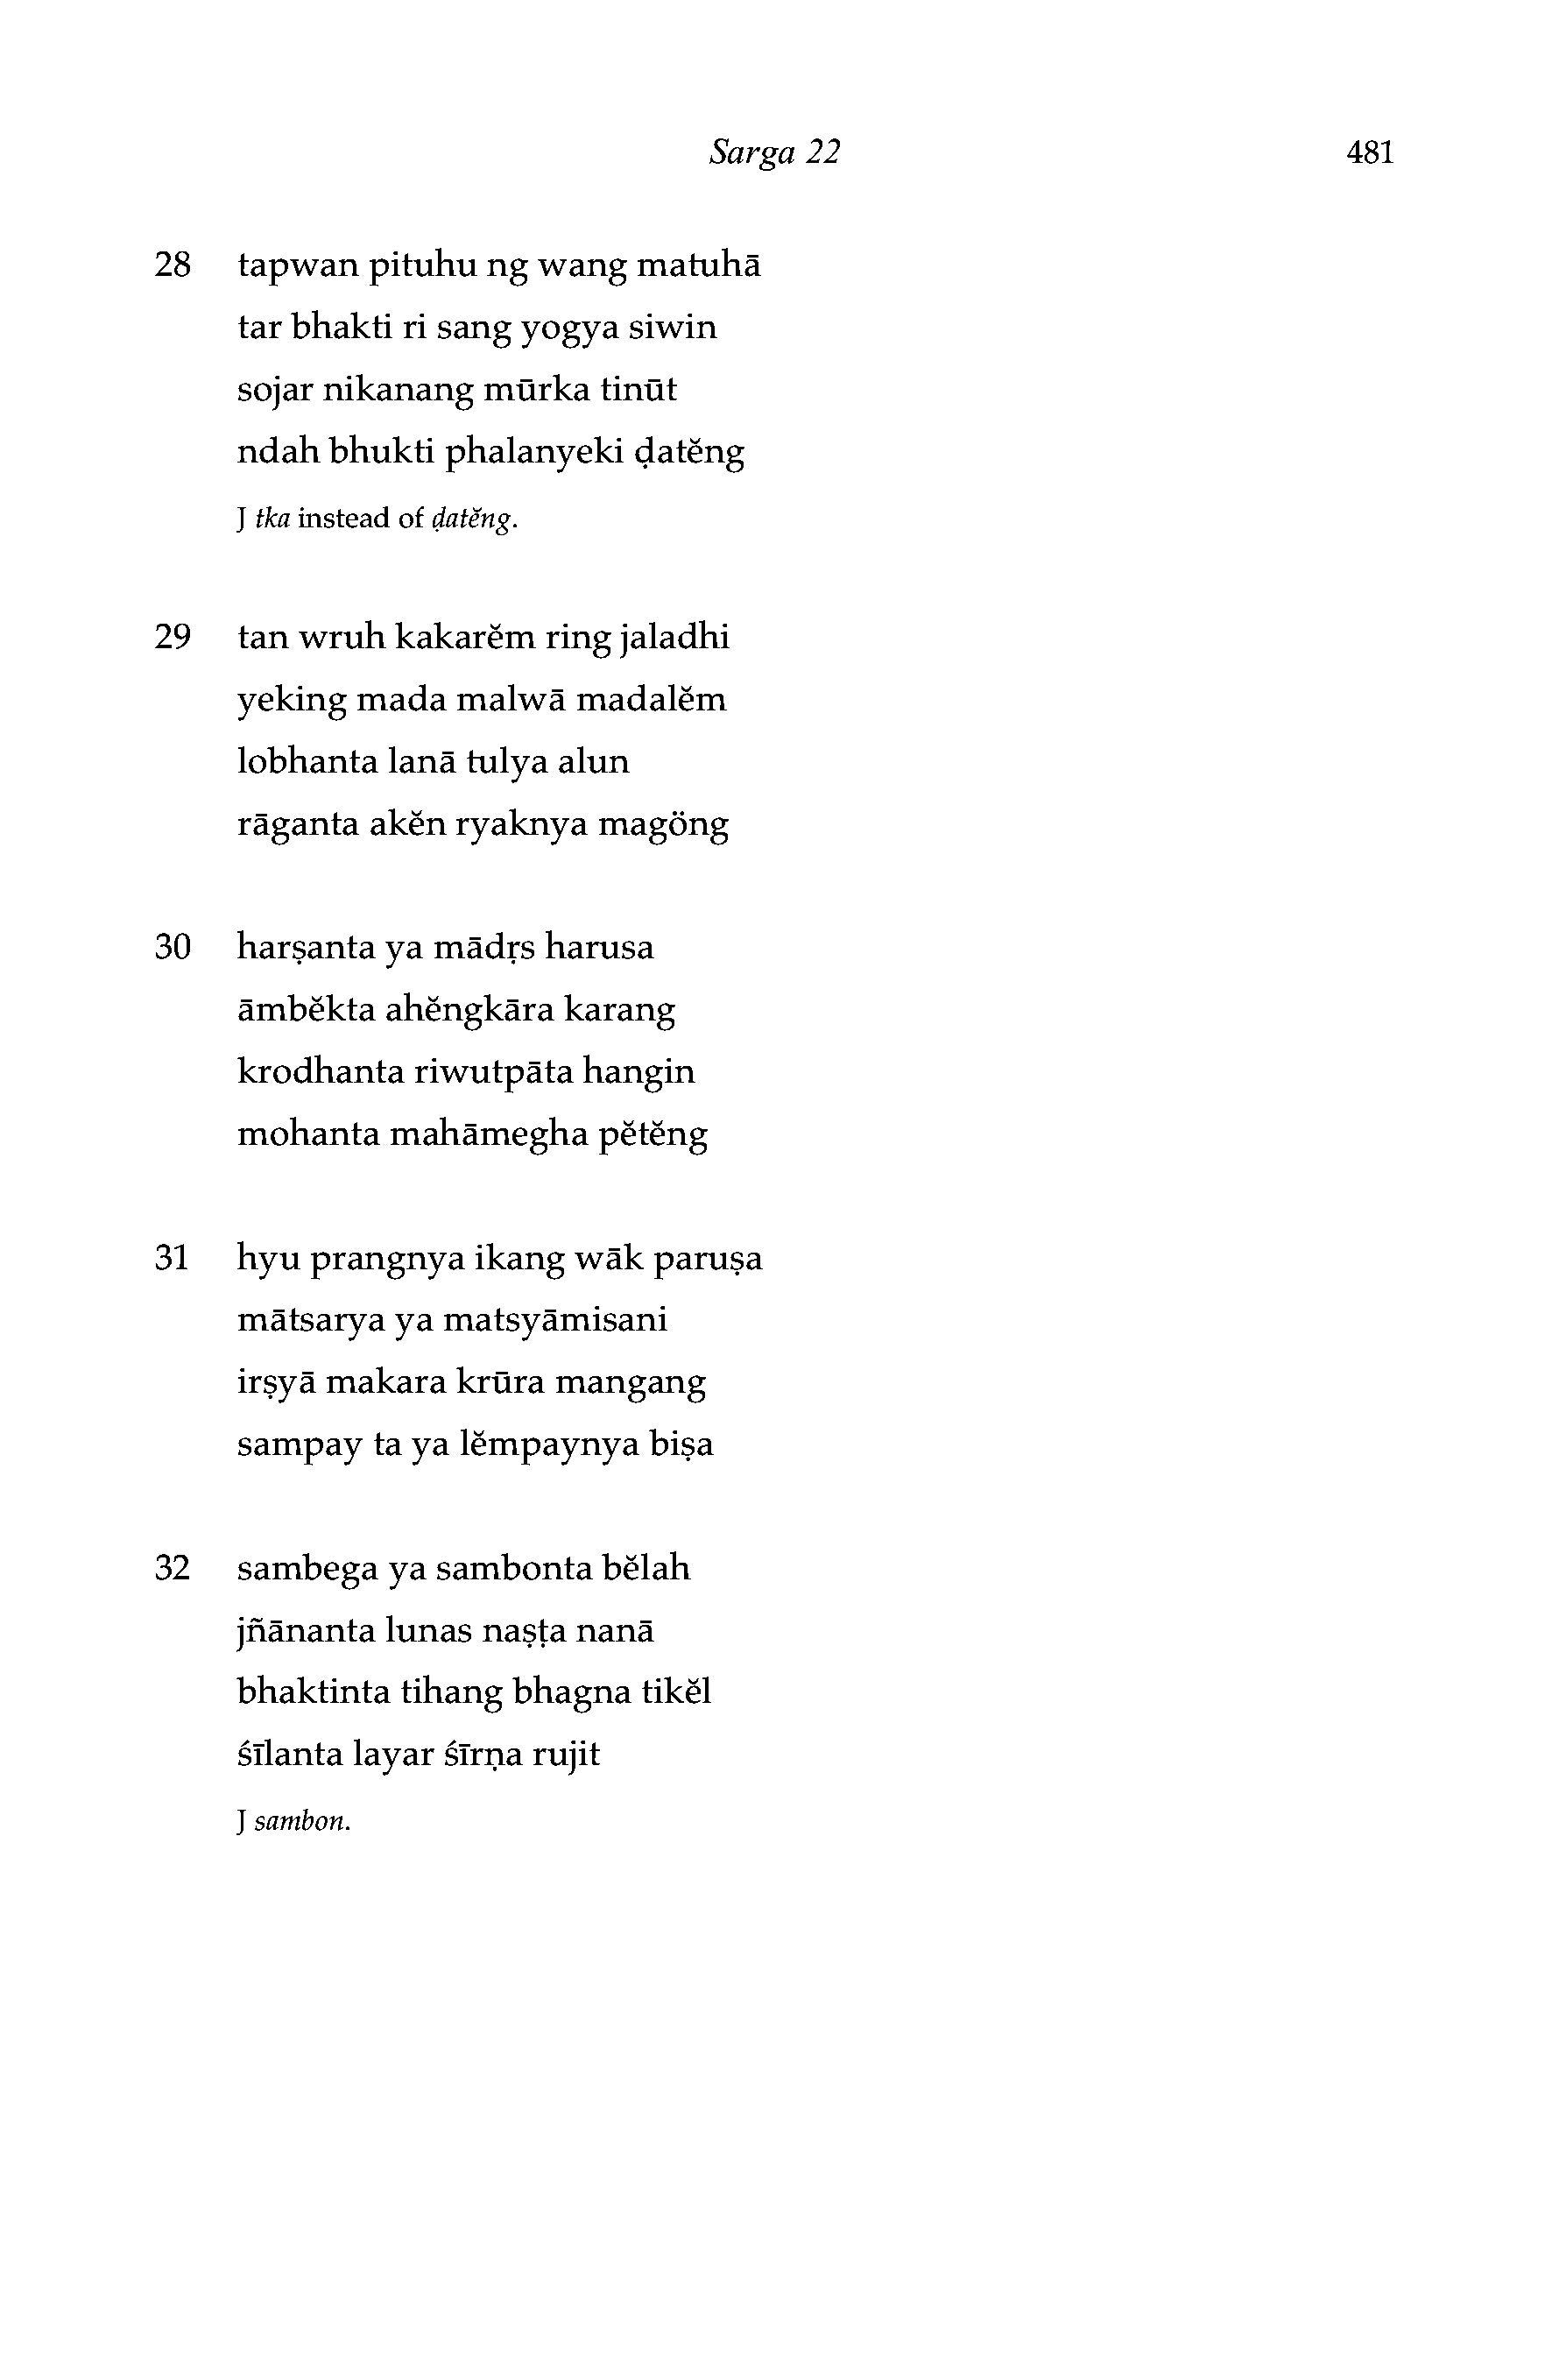 Sarga 22 481
28 tapwan pituhu ng wang matuhā
tar bhakti ri sang yogya siwin
sojar nikanang mūrka tinūt
ndah bhukti phalanyeki ḍatĕng
J tka instead of ḍatĕng.
29 tan wruh kakarĕm ring jaladhi
yeking mada malwā madalĕm
lobhanta lanā tulya alun
rāganta akĕn ryaknya magöng
30 harṣanta ya mādṛs harusa
āmbĕkta ahĕngkāra karang
krodhanta riwutpāta hangin
mohanta mahāmegha pĕtĕng
31 hyu prangnya ikang wāk paruṣa
mātsarya ya matsyāmisani
irṣyā makara krūra mangang
sampay ta ya lĕmpaynya biṣa
32 sambega ya sambonta bĕlah
jñānanta lunas naṣṭa nanā
bhaktinta tihang bhagna tikĕl
śīlanta layar śīrṇa rujit
J sambon.